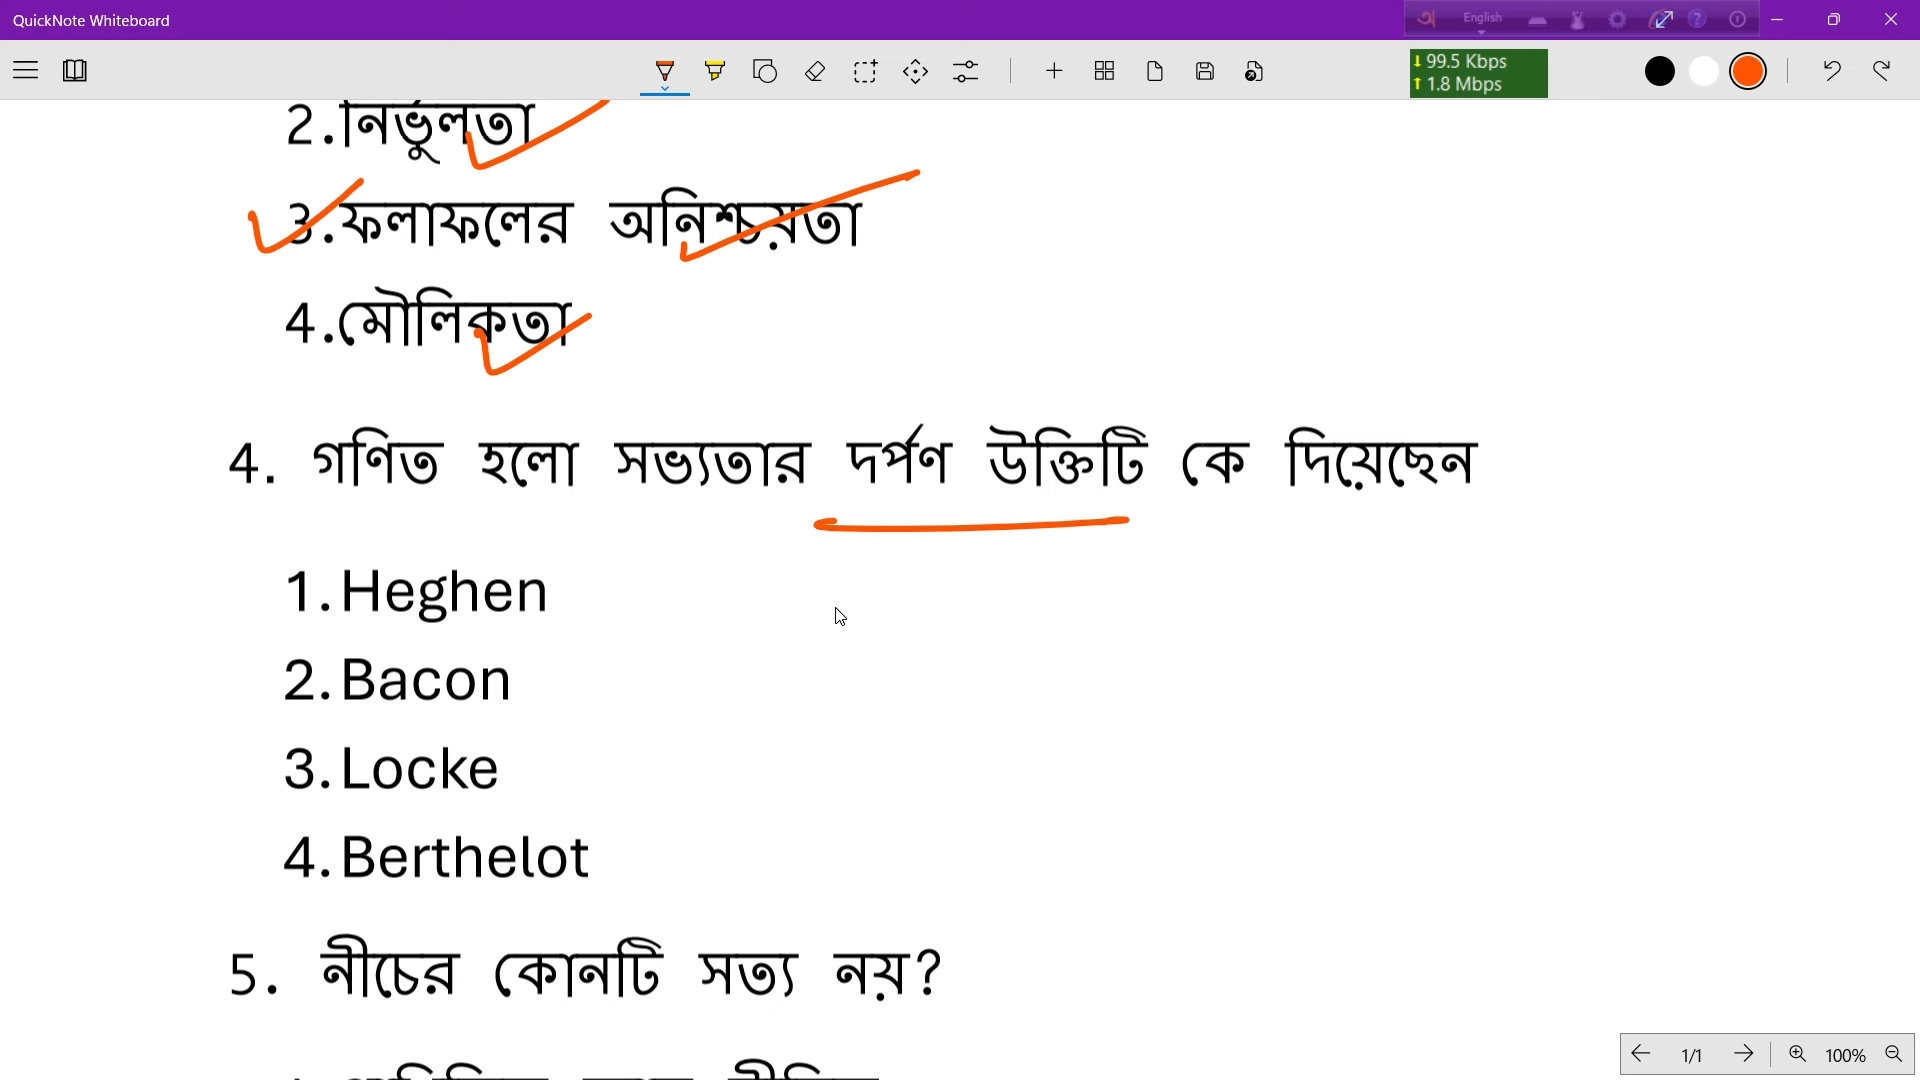 QuickNote Whiteboard
English
↓ 99.5 Kbps
↑ 1.8 Mbps
2.নির্ভুলতা
3.ফলাফলের অনিশ্চয়তা
4.মৌলিকতা
4. গণিত হলো সভ্যতার দর্পণ উক্তিটি কে দিয়েছেন
1.Heghen
2.Bacon
3.Locke
4.Berthelot
5. নীচের কোনটি সত্য নয়?
1/1
100%